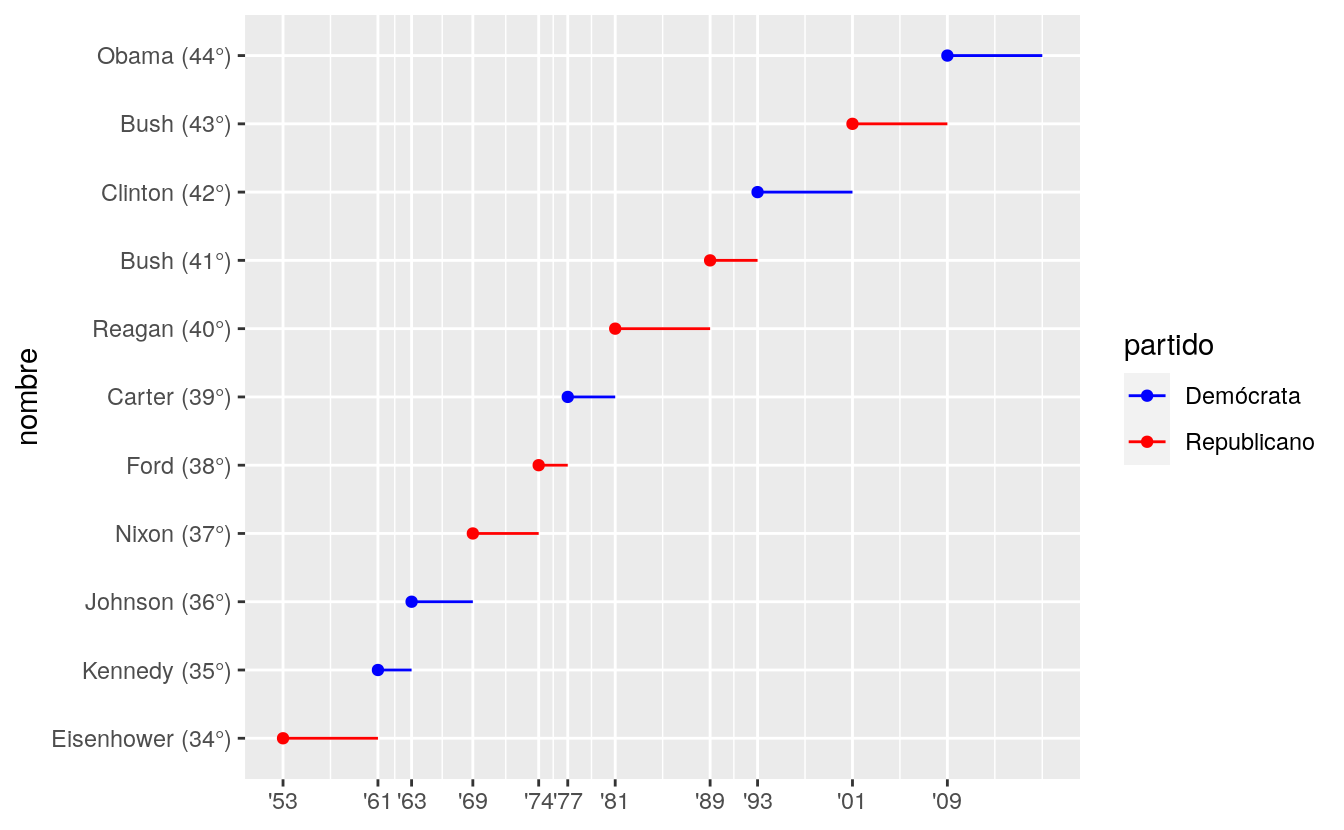 Obama (44°)
Bush (43°)
Clinton (42°)
Bush (41°)
Reagan (40°)
Carter (39°)
Ford (38°)
Nixon (37°)
Johnson (36°)
Kennedy (35°)
Eisenhower (34°)
nombre
'53 '61 '63 '69 '74 '77 '81 '89 '93 '01 '09
partido
Demócrata
Republicano